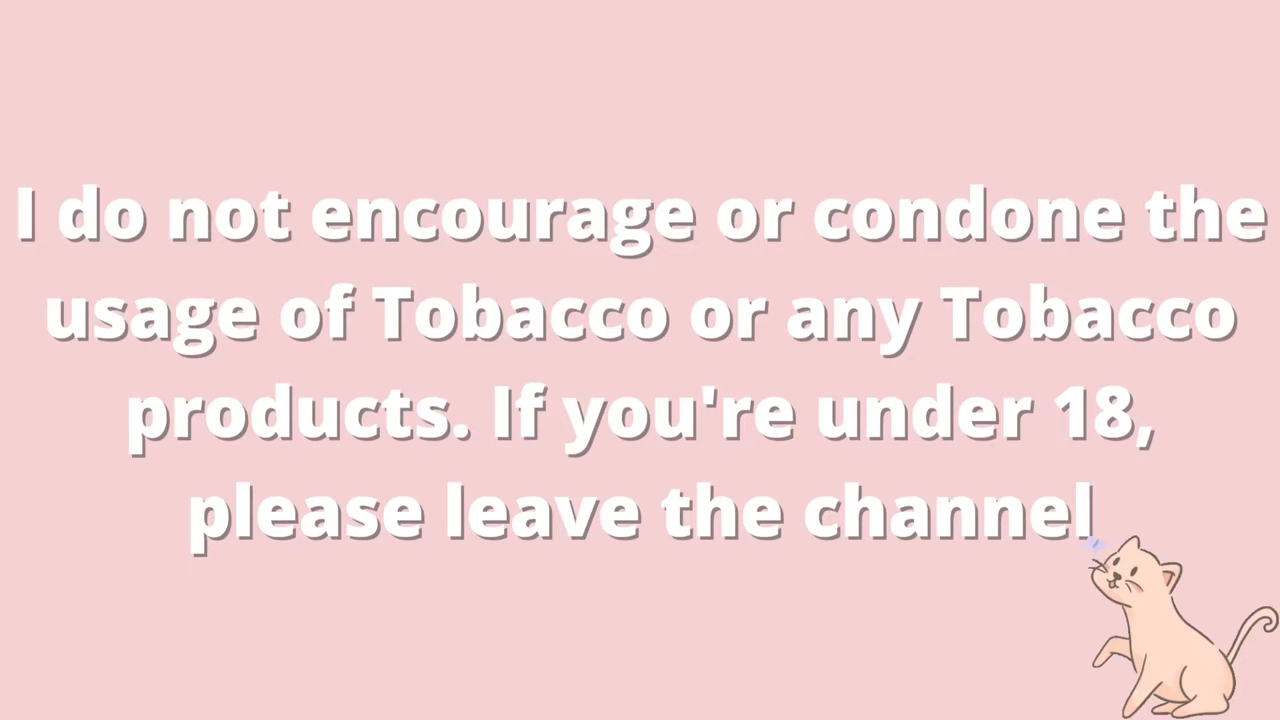 I do not encourage or condone the
usage of Tobacco or any Tobacco
products. If you're under 18,
please leave the channel